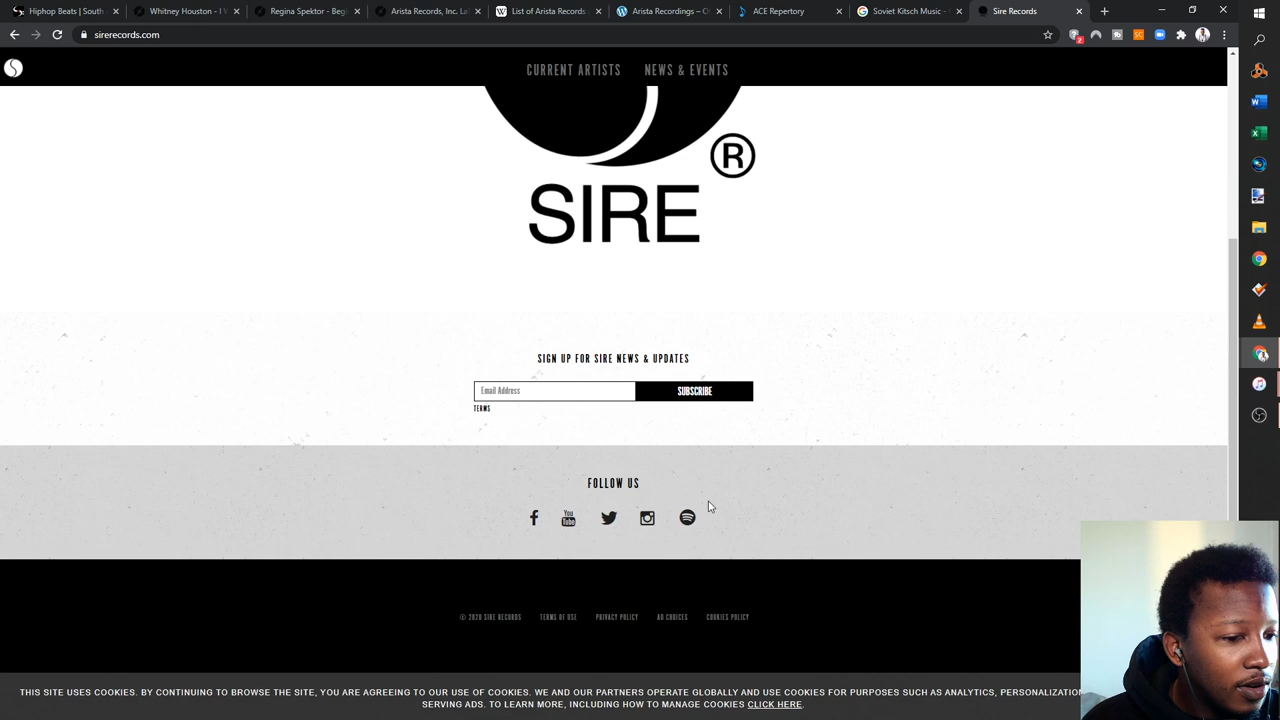 Hiphop Beats | South
Whitney Houston - I W
Regina Spektor - Begi
Arista Records, Inc. La
List of Arista Records
Arista Recordings – O
ACE Repertory
Soviet Kitsch Music -
Sire Records
sirerecords.com
CURRENT ARTISTS
NEWS & EVENTS
SIRE ®
SIGN UP FOR SIRE NEWS & UPDATES
Email Address
SUBSCRIBE
TERMS
FOLLOW US
You Tube
© 2020 SIRE RECORDS
TERMS OF USE
PRIVACY POLICY
AD CHOICES
COOKIES POLICY
THIS SITE USES COOKIES. BY CONTINUING TO BROWSE THE SITE, YOU ARE AGREEING TO OUR USE OF COOKIES. WE AND OUR PARTNERS OPERATE GLOBALLY AND USE COOKIES FOR PURPOSES SUCH AS ANALYTICS, PERSONALIZATIO
SERVING ADS. TO LEARN MORE, INCLUDING HOW TO MANAGE COOKIES CLICK HERE.